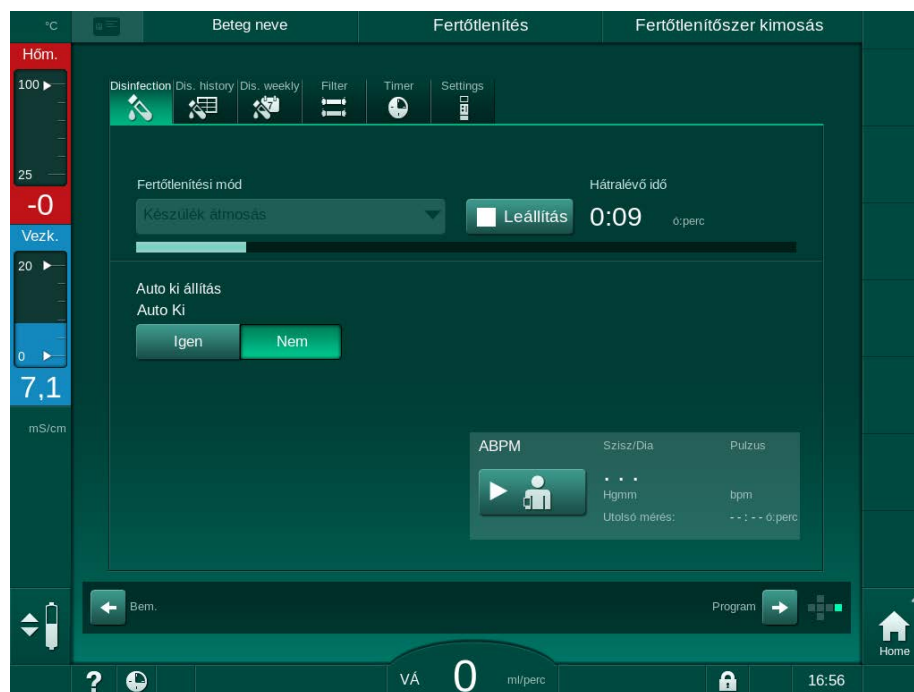 °C
Beteg neve
Fertőtlenítés
Fertőtlenítőszer kimosás
Hőm.
100
25
-0
Vezk.
20
0
7,1
mS/cm
Disinfection
Dis. history
Dis. weekly
Filter
Timer
Settings
Fertőtlenítési mód
Hátralévő idő
Készülék átmosás
Leállítás
0:09 ó:perc
Auto ki állítás
Auto Ki
Igen
Nem
ABPM
Szisz/Dia
Pulzus
. . .
Hgmm
bpm
Utolsó mérés:
--:-- ó:perc
Bem.
Program
Home
?
VÁ 0 ml/perc
16:56